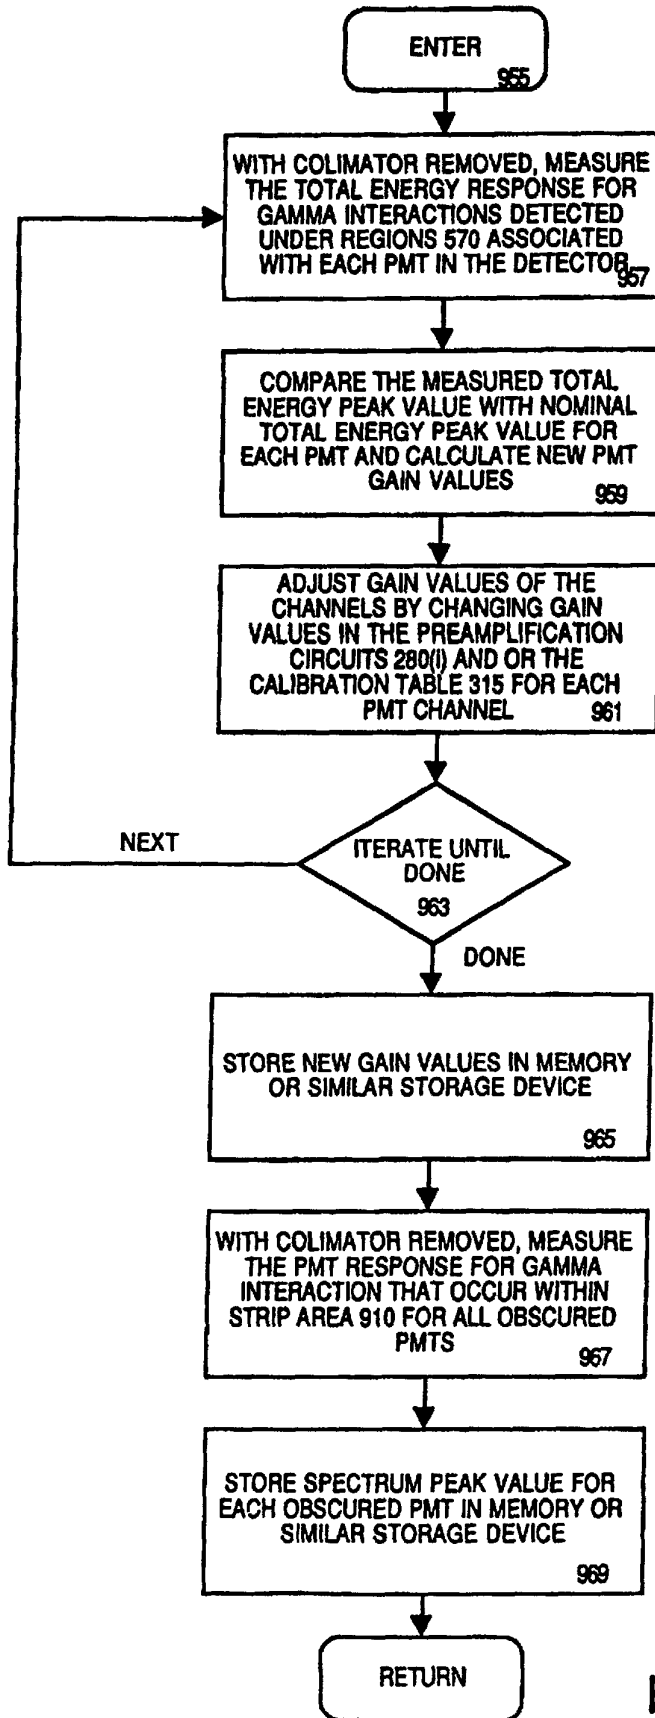 ENTER
955
WITH COLIMATOR REMOVED, MEASURE
THE TOTAL ENERGY RESPONSE FOR
GAMMA INTERACTIONS DETECTED
UNDER REGIONS 570 ASSOCIATED
WITH EACH PMT IN THE DETECTOR
957
COMPARE THE MEASURED TOTAL
ENERGY PEAK VALUE WITH NOMINAL
TOTAL ENERGY PEAK VALUE FOR
EACH PMT AND CALCULATE NEW PMT
GAIN VALUES
959
ADJUST GAIN VALUES OF THE
CHANNELS BY CHANGING GAIN
VALUES IN THE PREAMPLIFICATION
CIRCUITS 280(i) AND OR THE
CALIBRATION TABLE 315 FOR EACH
PMT CHANNEL
961
NEXT
ITERATE UNTIL
DONE
963
DONE
STORE NEW GAIN VALUES IN MEMORY
OR SIMILAR STORAGE DEVICE
965
WITH COLIMATOR REMOVED, MEASURE
THE PMT RESPONSE FOR GAMMA
INTERACTION THAT OCCUR WITHIN
STRIP AREA 910 FOR ALL OBSCURED
PMTS
967
STORE SPECTRUM PEAK VALUE FOR
EACH OBSCURED PMT IN MEMORY OR
SIMILAR STORAGE DEVICE
969
RETURN